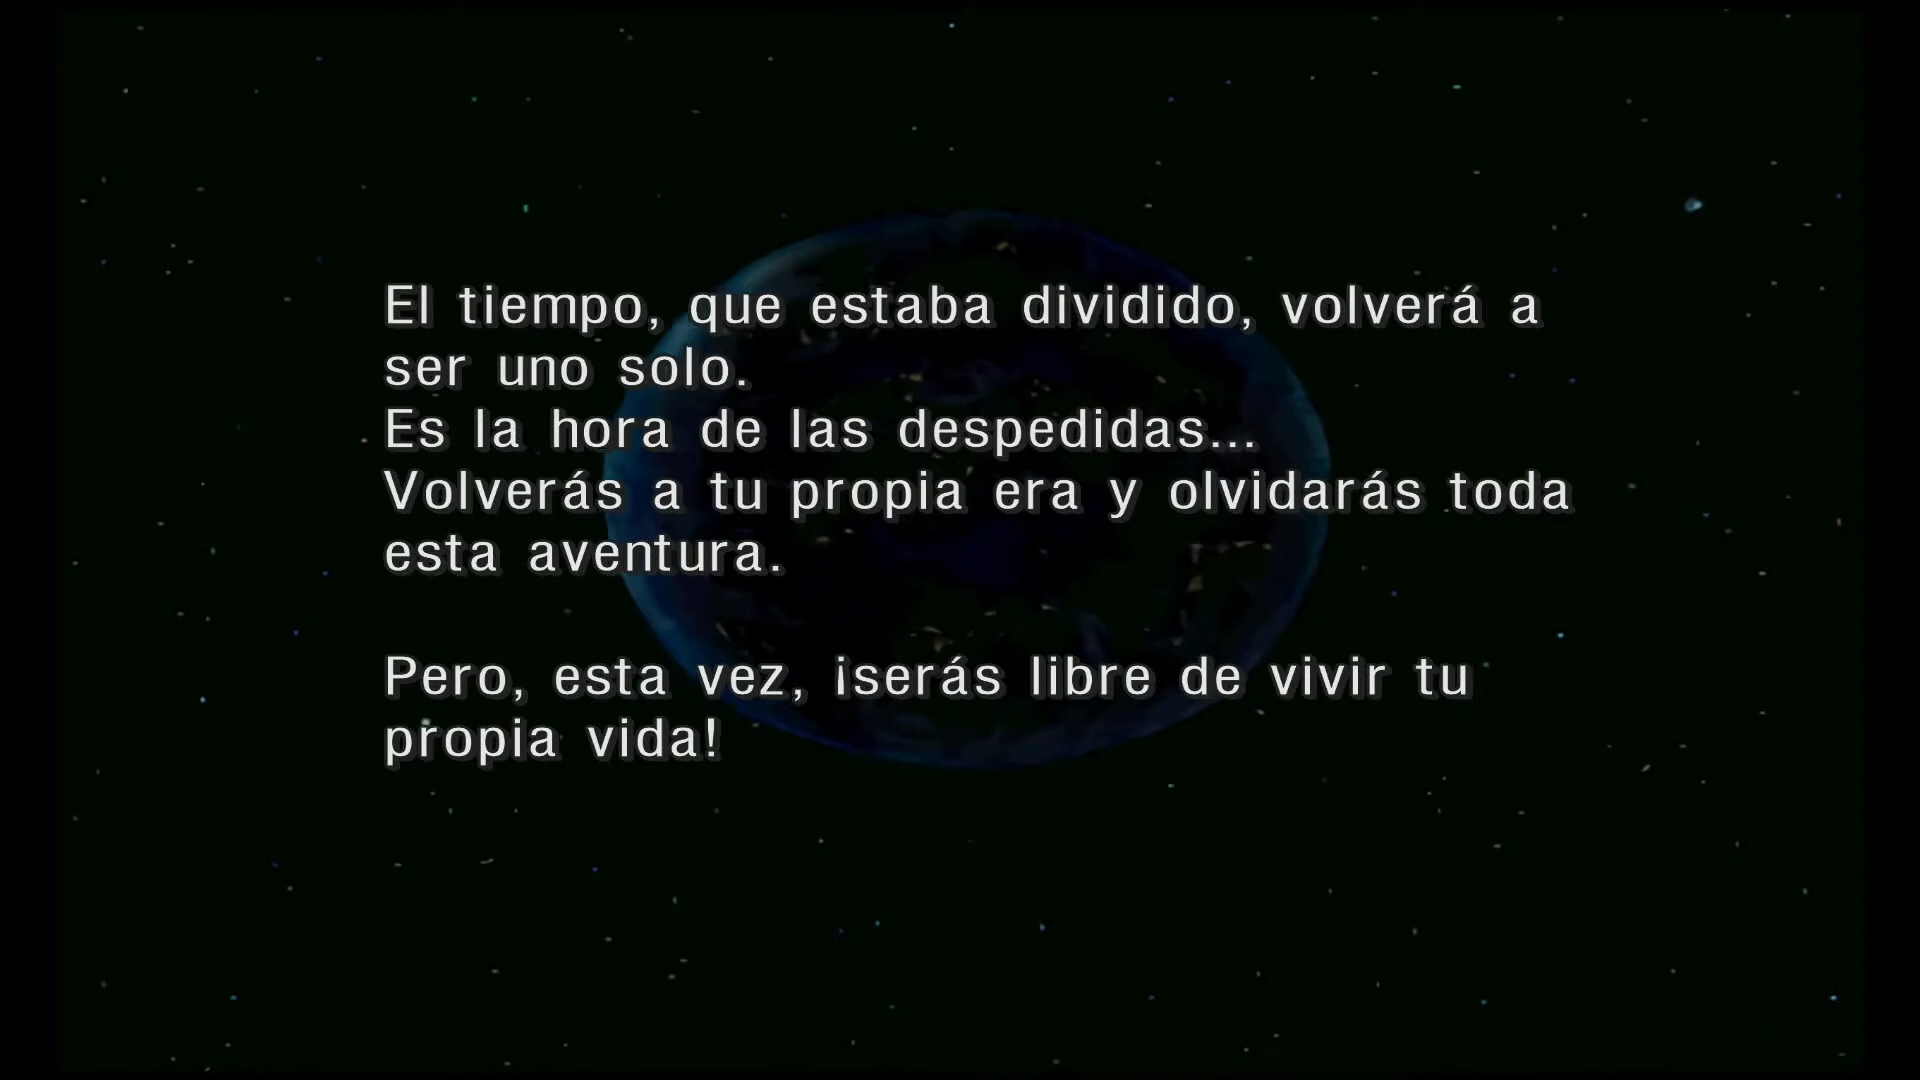 El tiempo, que estaba dividido, volverá a
ser uno solo.
Es la hora de las despedidas...
Volverás a tu propia era y olvidarás toda
esta aventura.
Pero, esta vez, ¡serás libre de vivir tu
propia vida!